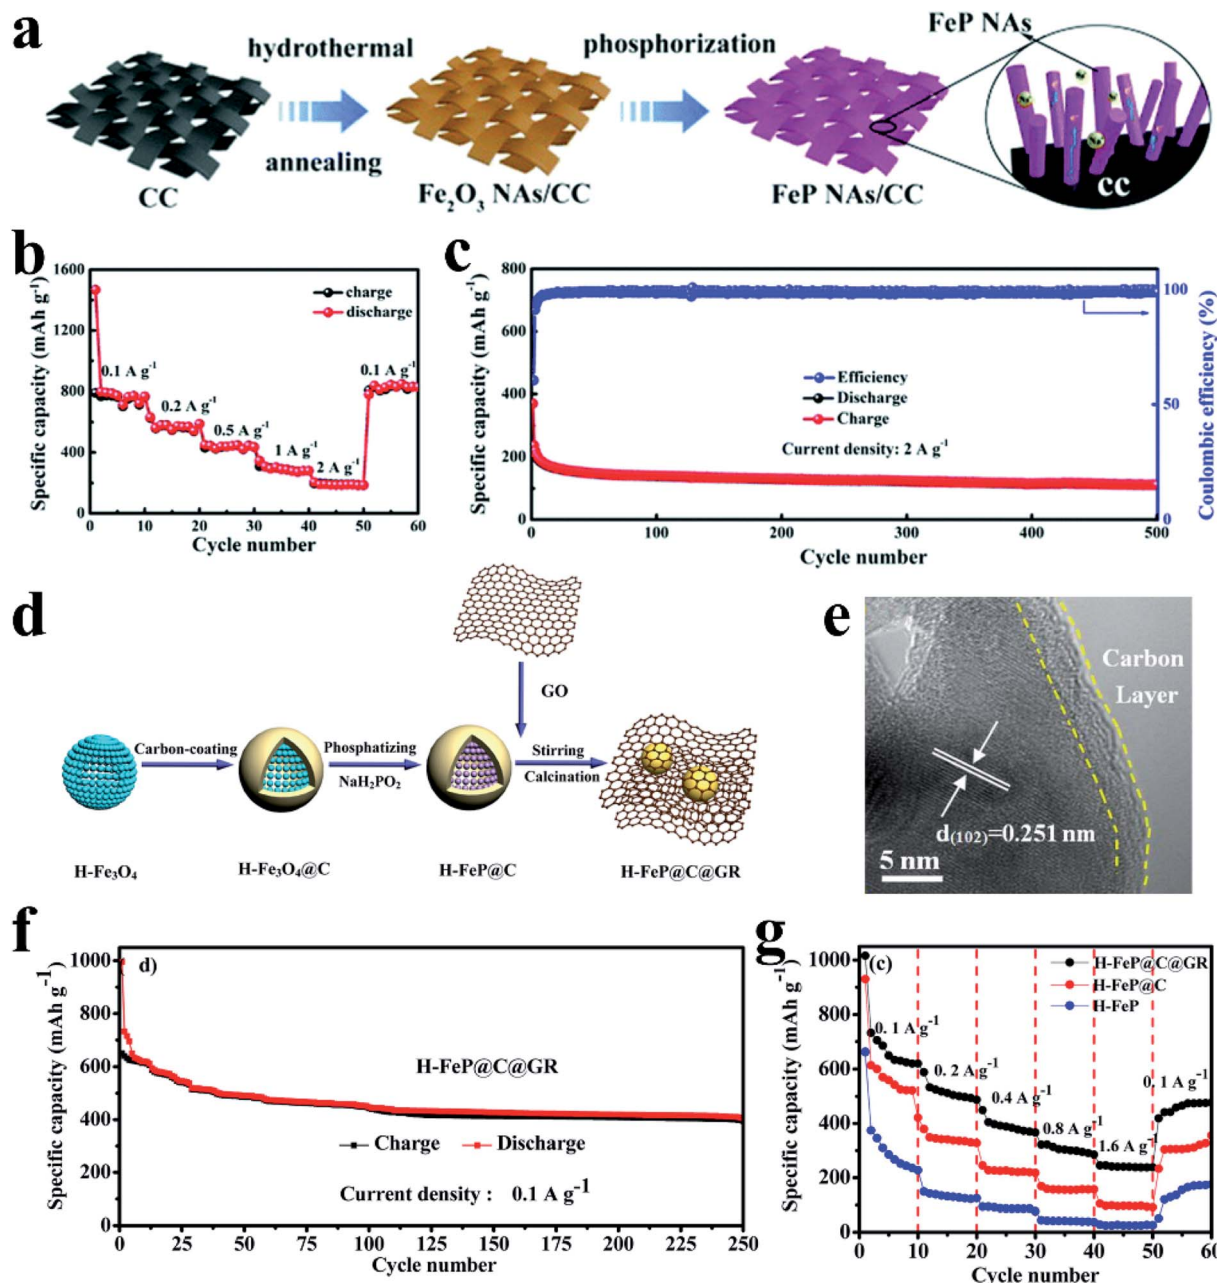 a
hydrothermal
annealing
phosphorization
FeP NAs
CC
Fe₂O₃ NAs/CC
FeP NAs/CC
CC
b
Specific capacity (mAh g⁻¹)
1600
1200
800
400
0
charge
discharge
0.1 A g⁻¹
0.2 A g⁻¹
0.5 A g⁻¹
1 A g⁻¹
2 A g⁻¹
0.1 A g⁻¹
0 10 20 30 40 50 60
Cycle number
c
Specific capacity (mAh g⁻¹)
800
600
400
200
0
Efficiency
Discharge
Charge
Current density: 2 A g⁻¹
100
50
0
Coulombic efficiency (%)
0 100 200 300 400 500
Cycle number
d
GO
Carbon-coating
Phosphatizing
NaH₂PO₂
Stirring
Calcination
H-Fe₃O₄
H-Fe₃O₄@C
H-FeP@C
H-FeP@C@GR
e
Carbon
Layer
d(102)=0.251 nm
5 nm
f
Specific capacity (mAh g⁻¹)
1000
800
600
400
200
0
d)
H-FeP@C@GR
Charge
Discharge
Current density : 0.1 A g⁻¹
0 25 50 75 100 125 150 175 200 225 250
Cycle number
g
Specific capacity (mAh g⁻¹)
1000
800
600
400
200
0
(c)
H-FeP@C@GR
H-FeP@C
H-FeP
0. 1 A g⁻¹
0. 2 A g⁻¹
0.4 A g⁻¹
0.8 A g⁻¹
1.6 A g⁻¹
0. 1 A g⁻¹
0 10 20 30 40 50 60
Cycle number